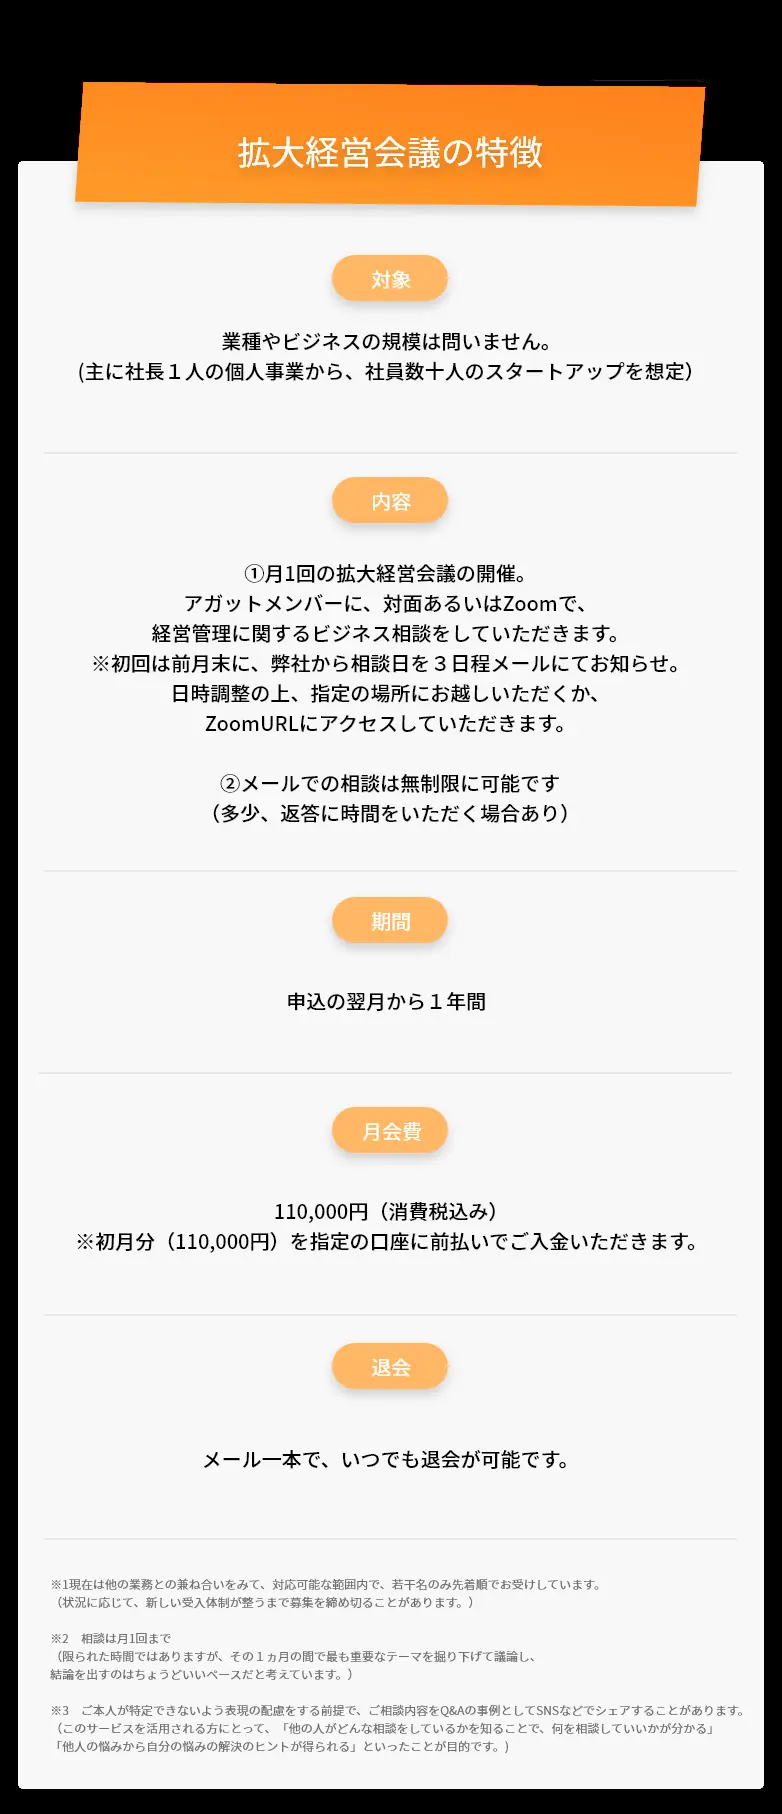 拡大経営会議の特徴
対象
業種やビジネスの規模は問いません。
(主に社長１人の個人事業から、社員数十人のスタートアップを想定）
内容
①月1回の拡大経営会議の開催。
アガットメンバーに、対面あるいはZoomで、
経営管理に関するビジネス相談をしていただきます。
※初回は前月末に、弊社から相談日を３日程メールにてお知らせ。
日時調整の上、指定の場所にお越しいただくか、
ZoomURLにアクセスしていただきます。
②メールでの相談は無制限に可能です
（多少、返答に時間をいただく場合あり）
期間
申込の翌月から１年間
月会費
110,000円（消費税込み）
※初月分（110,000円）を指定の口座に前払いでご入金いただきます。
退会
メール一本で、いつでも退会が可能です。
※1現在は他の業務との兼ね合いをみて、対応可能な範囲内で、若干名のみ先着順でお受けしています。
（状況に応じて、新しい受入体制が整うまで募集を締め切ることがあります。）
※2　相談は月1回まで
（限られた時間ではありますが、その１ヵ月の間で最も重要なテーマを掘り下げて議論し、
結論を出すのはちょうどいいペースだと考えています。）
※3　ご本人が特定できないよう表現の配慮をする前提で、ご相談内容をQ&Aの事例としてSNSなどでシェアすることがあります。
（このサービスを活用される方にとって、「他の人がどんな相談をしているかを知ることで、何を相談していいかが分かる」
「他人の悩みから自分の悩みの解決のヒントが得られる」といったことが目的です。)